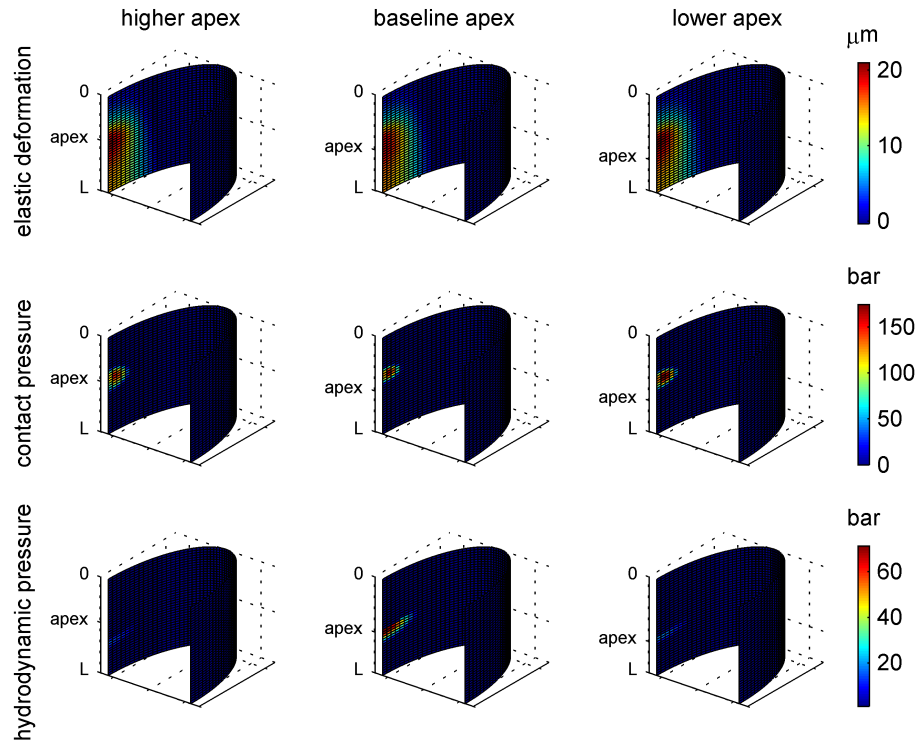 higher apex
baseline apex
lower apex
elastic deformation
0
apex
L
0
apex
L
0
apex
L
μm
20
10
0
contact pressure
0
apex
L
0
apex
L
0
apex
L
bar
150
100
50
0
hydrodynamic pressure
0
apex
L
0
apex
L
0
apex
L
bar
60
40
20